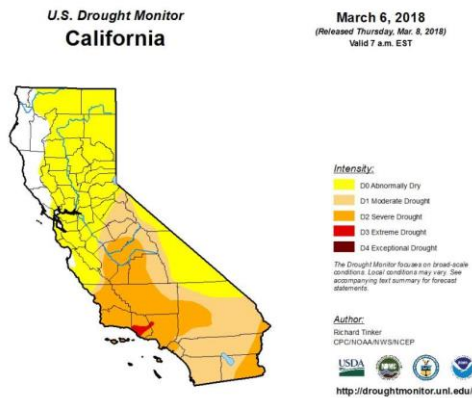 U.S. Drought Monitor
California
March 6, 2018
(Released Thursday, Mar. 8, 2018)
Valid 7 a.m. EST
Intensity:
D0 Abnormally Dry
D1 Moderate Drought
D2 Severe Drought
D3 Extreme Drought
D4 Exceptional Drought
The Drought Monitor focuses on broad-scale
conditions. Local conditions may vary. See
accompanying text summary for forecast
statements.
Author:
Richard Tinker
CPC/NOAA/NWS/NCEP
USDA
http://droughtmonitor.unl.edu/